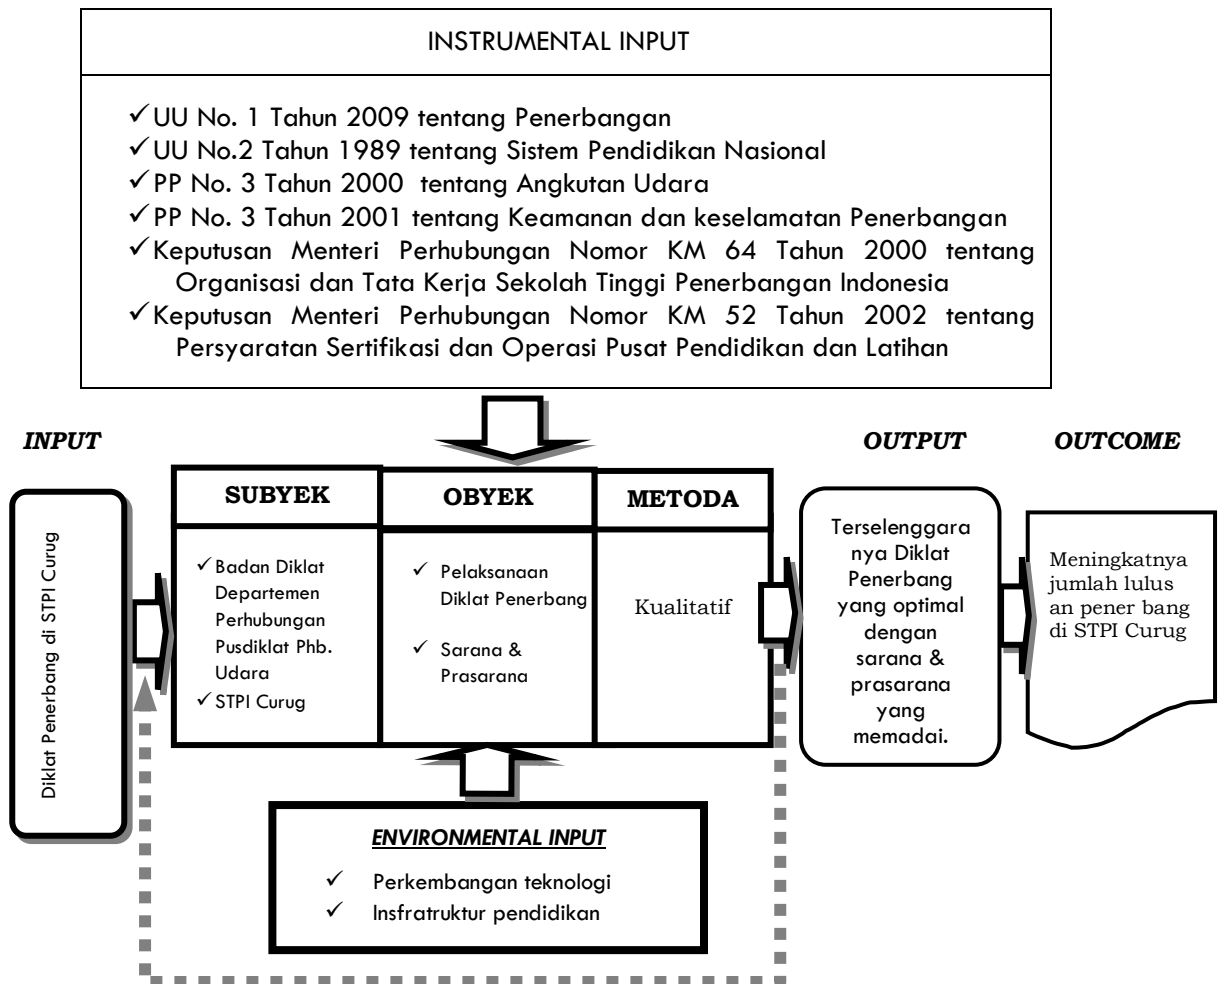 INSTRUMENTAL INPUT
✓UU No. 1 Tahun 2009 tentang Penerbangan
✓UU No.2 Tahun 1989 tentang Sistem Pendidikan Nasional
✓PP No. 3 Tahun 2000 tentang Angkutan Udara
✓PP No. 3 Tahun 2001 tentang Keamanan dan keselamatan Penerbangan
✓Keputusan Menteri Perhubungan Nomor KM 64 Tahun 2000 tentang
Organisasi dan Tata Kerja Sekolah Tinggi Penerbangan Indonesia
✓Keputusan Menteri Perhubungan Nomor KM 52 Tahun 2002 tentang
Persyaratan Sertifikasi dan Operasi Pusat Pendidikan dan Latihan
INPUT
Diklat Penerbang di STPI Curug
SUBYEK
✓Badan Diklat
Departemen
Perhubungan
Pusdiklat Phb.
Udara
✓STPI Curug
OBYEK
✓ Pelaksanaan
Diklat Penerbang
✓ Sarana &
Prasarana
METODA
Kualitatif
OUTPUT
Terselenggara
nya Diklat
Penerbang
yang optimal
dengan
sarana &
prasarana
yang
memadai.
OUTCOME
Meningkatnya
jumlah lulus
an pener bang
di STPI Curug
ENVIRONMENTAL INPUT
✓ Perkembangan teknologi
✓ Insfratruktur pendidikan